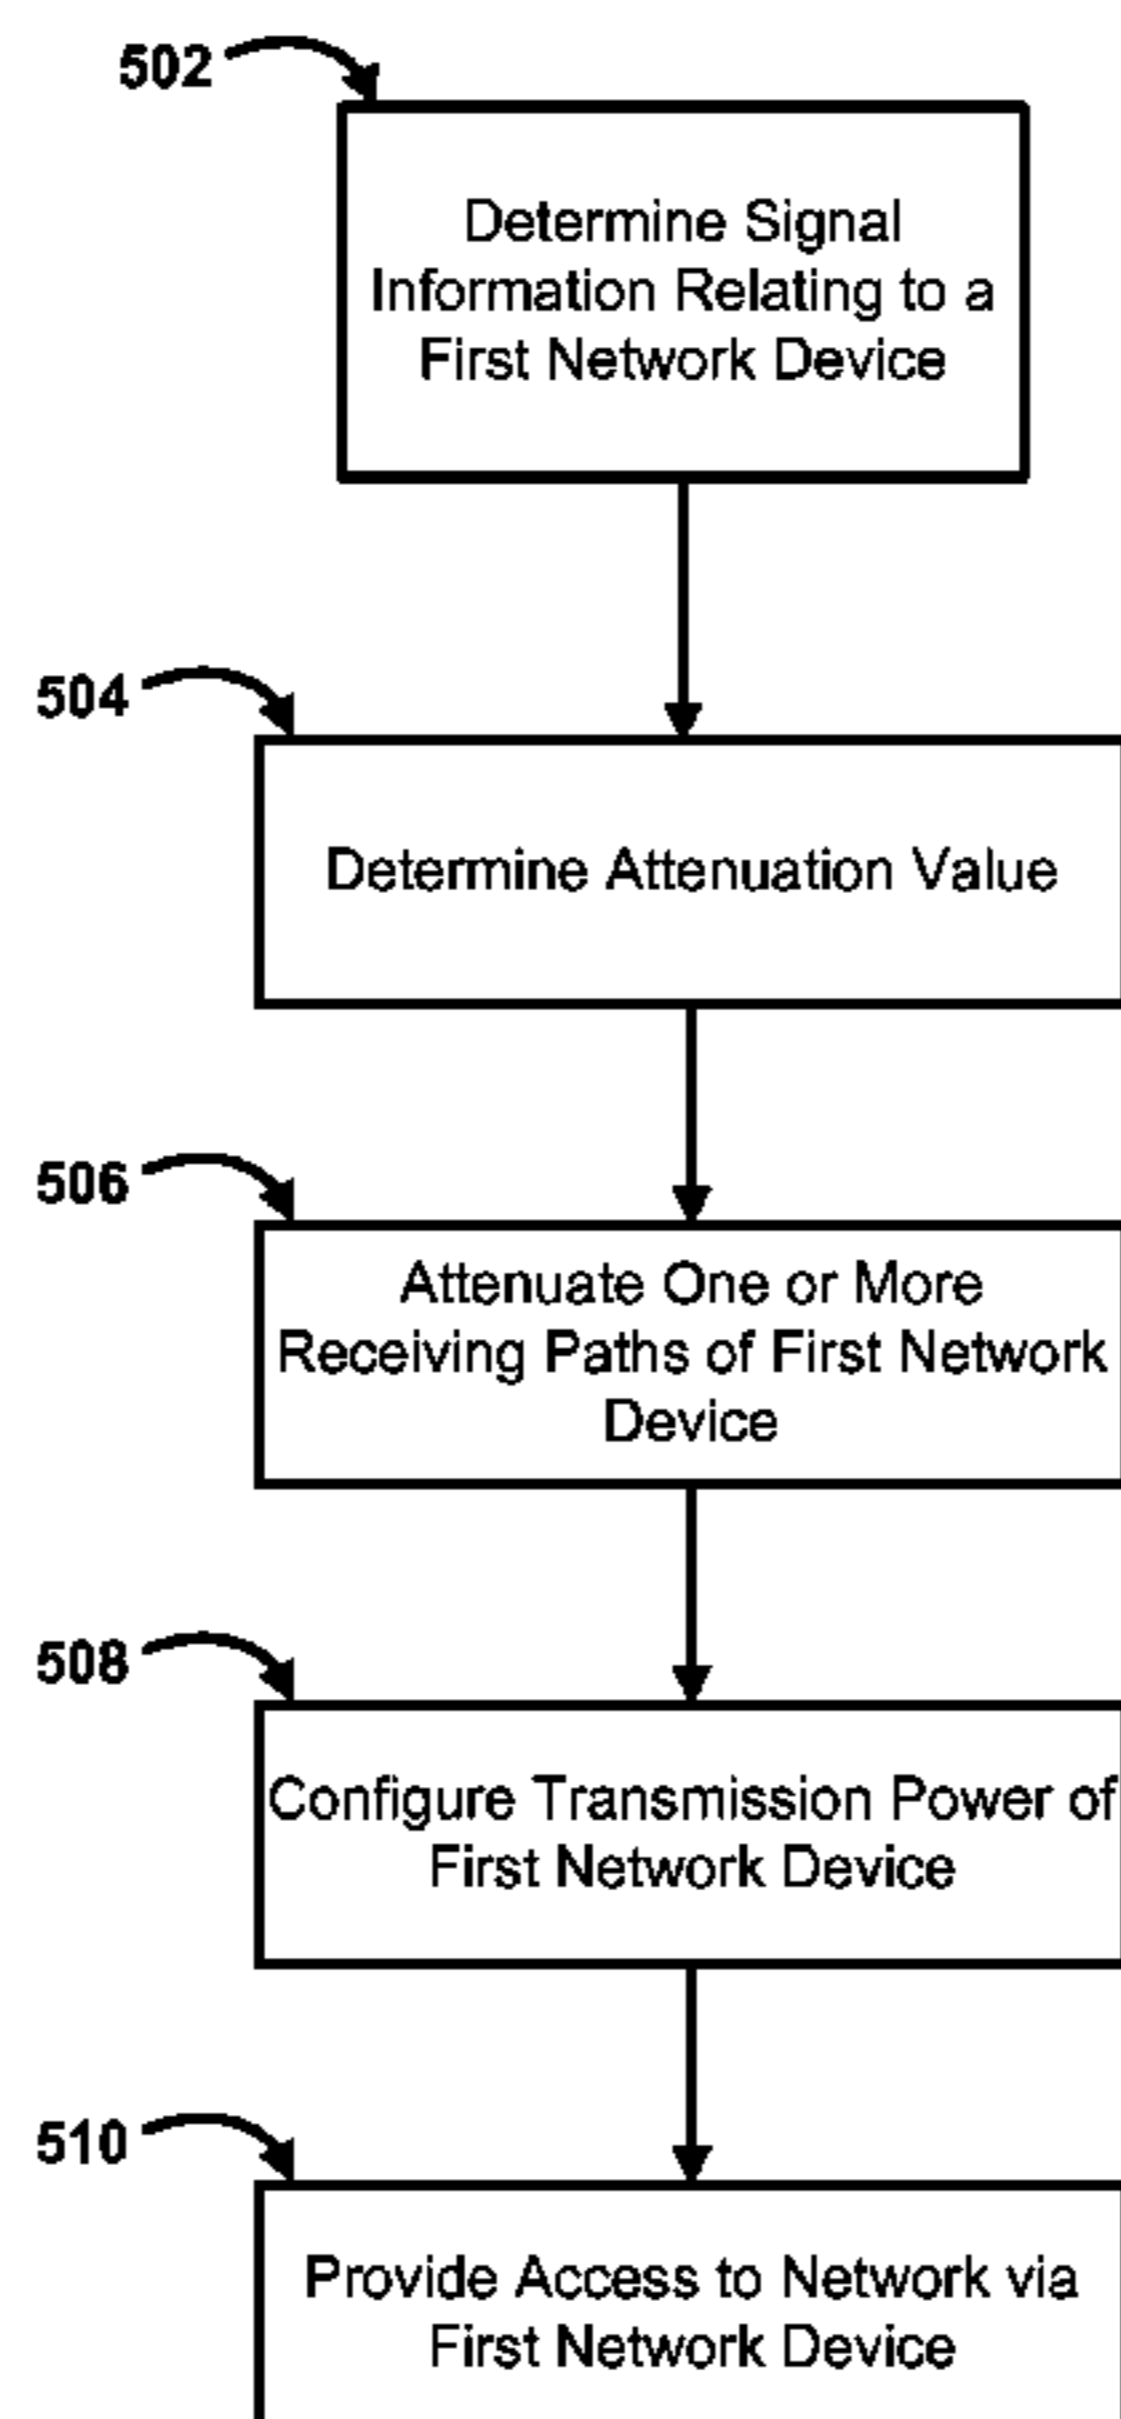 502
Determine Signal
Information Relating to a
First Network Device
504
Determine Attenuation Value
506
Attenuate One or More
Receiving Paths of First Network
Device
508
Configure Transmission Power of
First Network Device
510
Provide Access to Network via
First Network Device